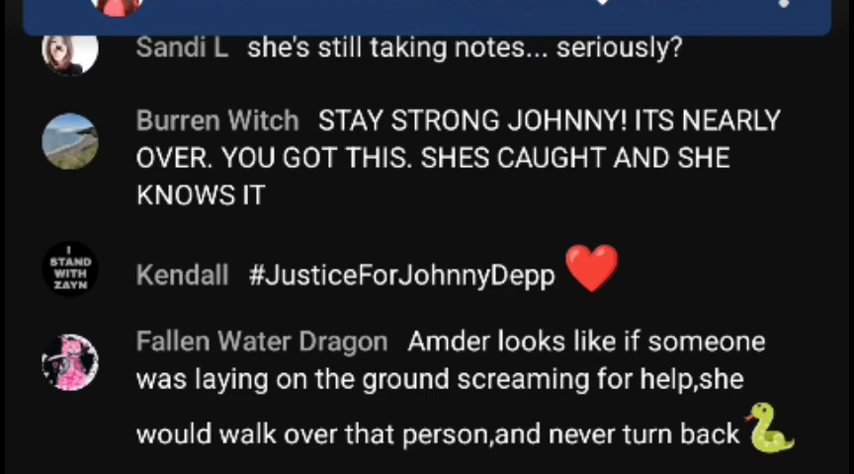 Sandi L she's still taking notes... seriously?
Burren Witch STAY STRONG JOHNNY! ITS NEARLY
OVER. YOU GOT THIS. SHES CAUGHT AND SHE
KNOWS IT
I
STAND
WITH
ZAYN
Kendall #JusticeForJohnnyDepp ❤️
Fallen Water Dragon Amder looks like if someone
was laying on the ground screaming for help,she
would walk over that person,and never turn back 🐍